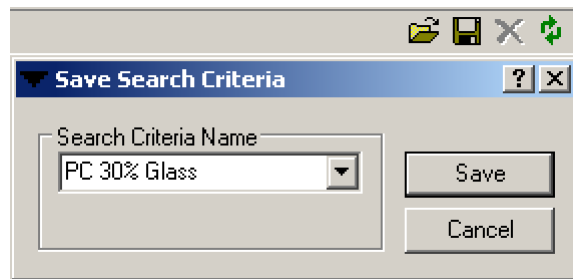 Save Search Criteria
Search Criteria Name
PC 30% Glass
Save
Cancel